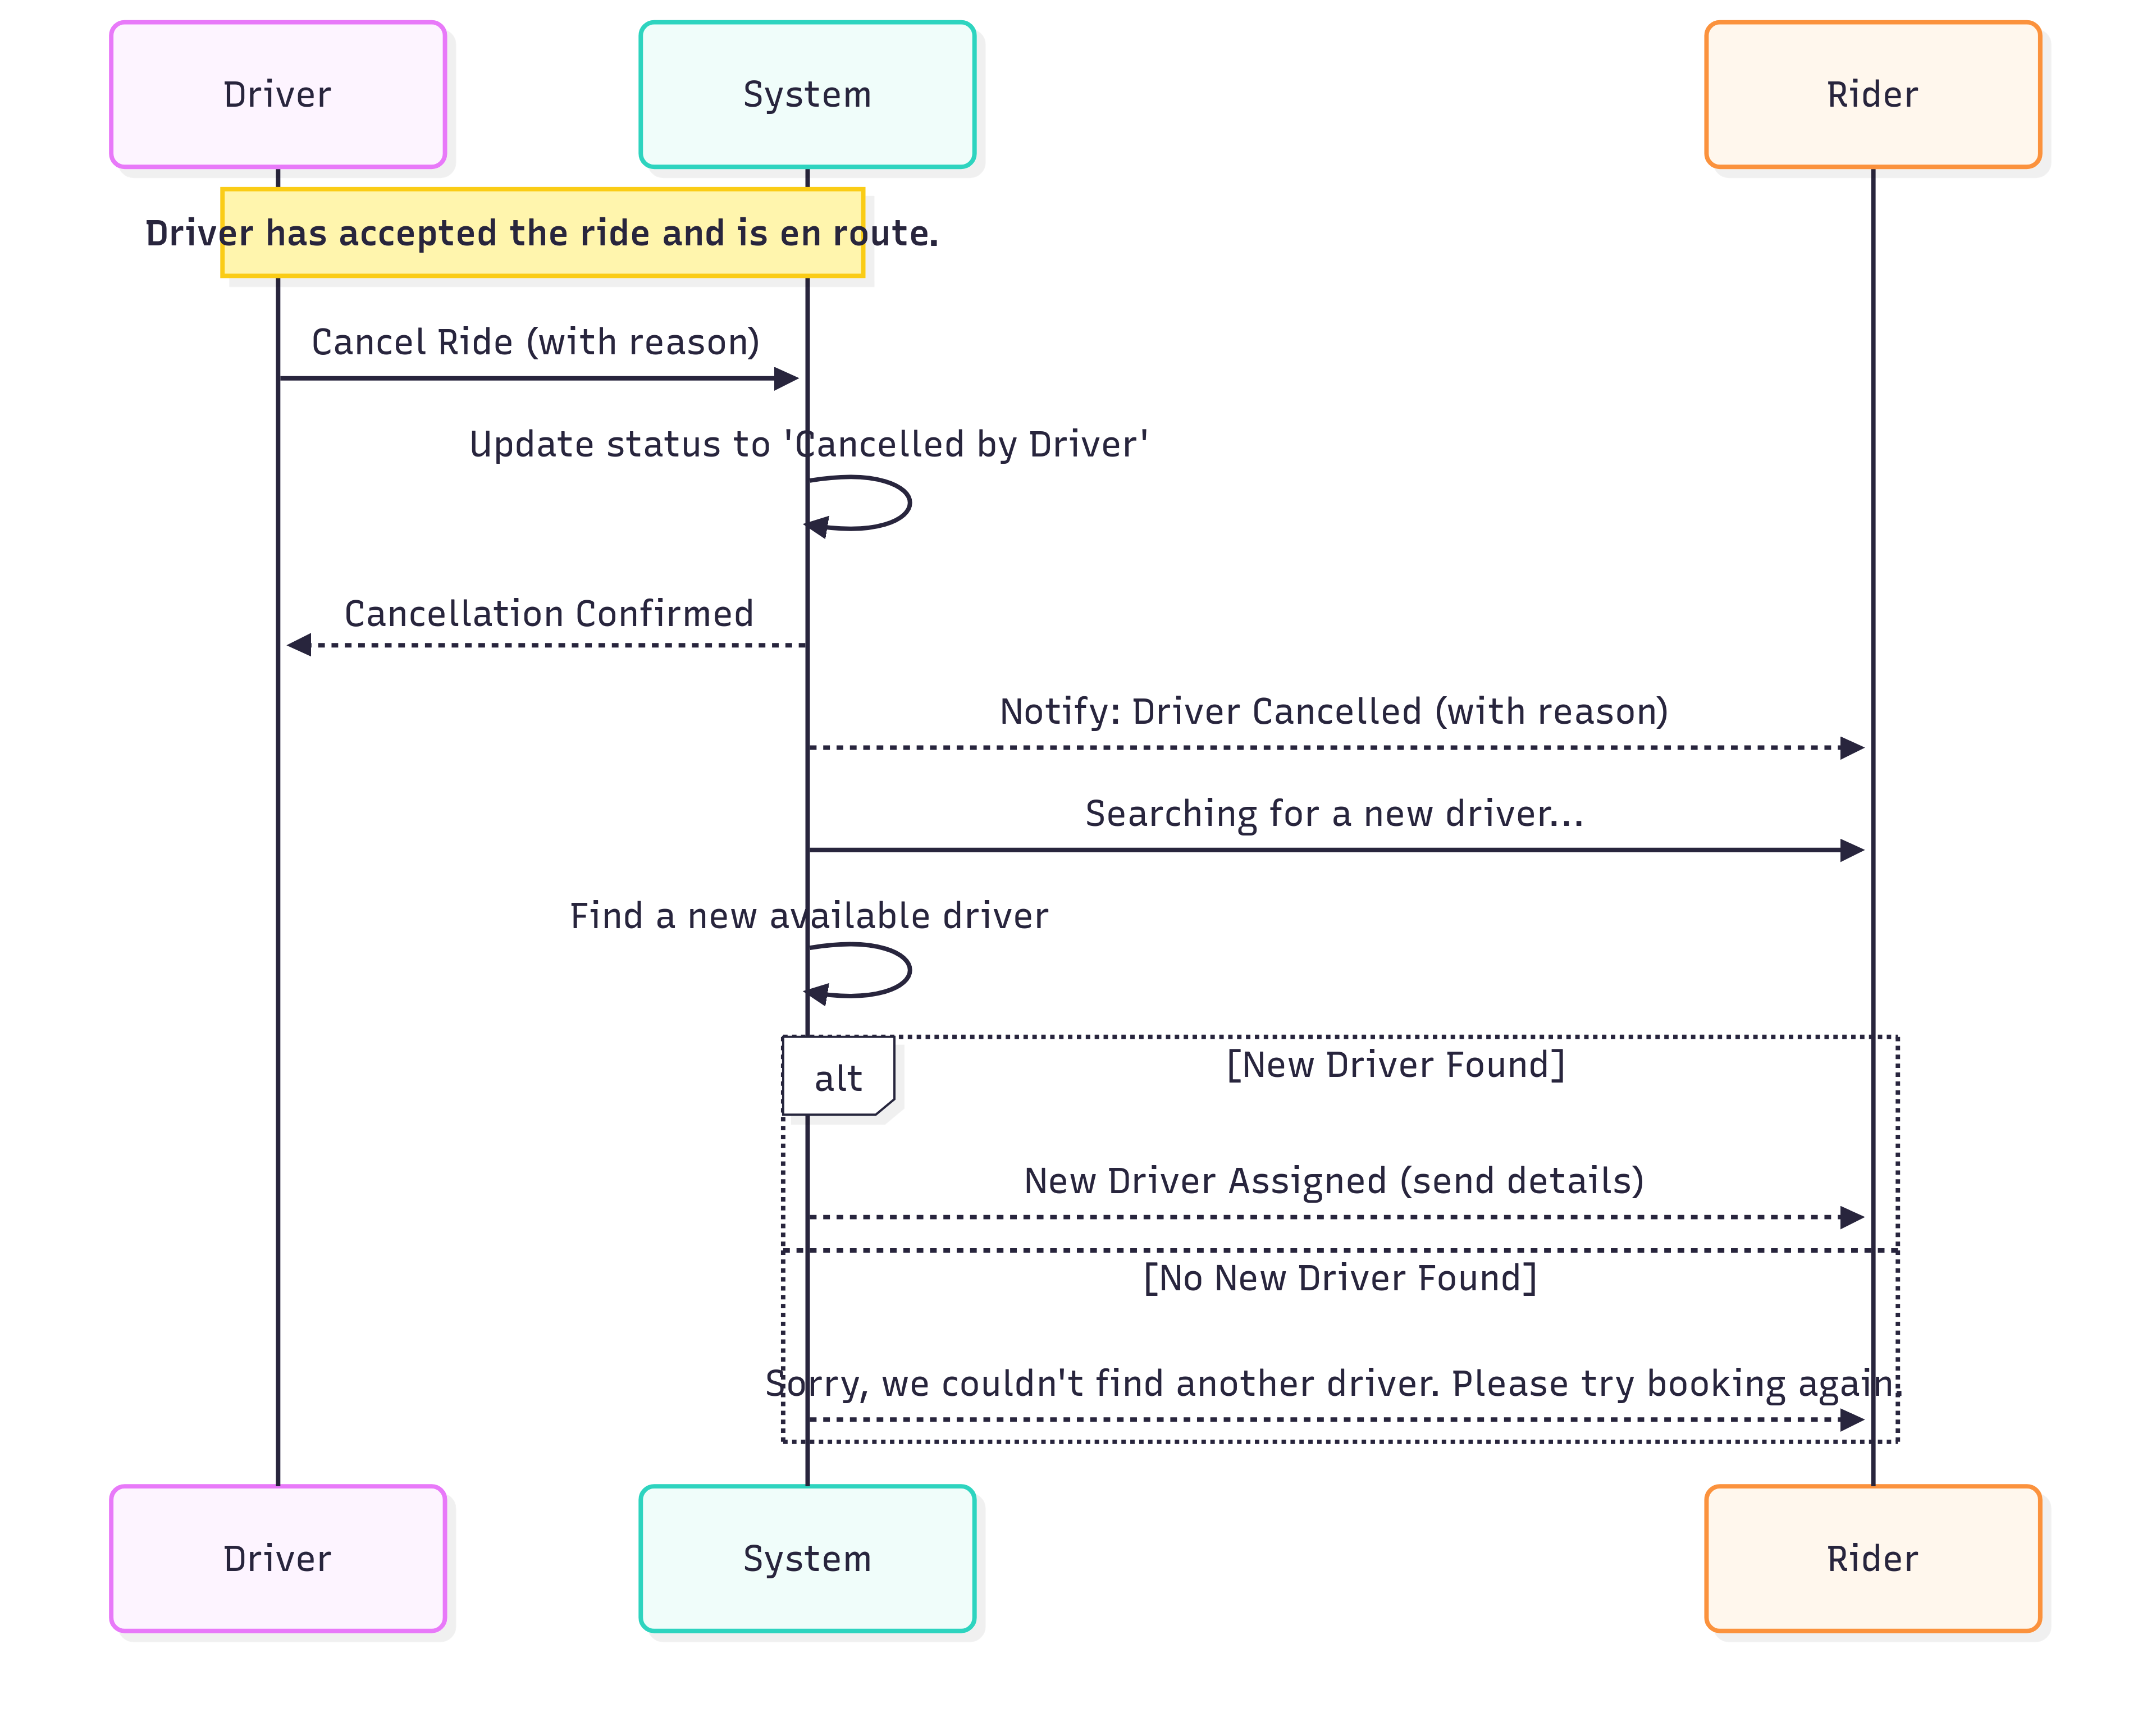 Driver
System
Rider
Driver has accepted the ride and is en route.
Cancel Ride (with reason)
Update status to 'Cancelled by Driver'
Cancellation Confirmed
Notify: Driver Cancelled (with reason)
Searching for a new driver...
Find a new available driver
alt
[New Driver Found]
New Driver Assigned (send details)
[No New Driver Found]
Sorry, we couldn't find another driver. Please try booking again.
Driver
System
Rider